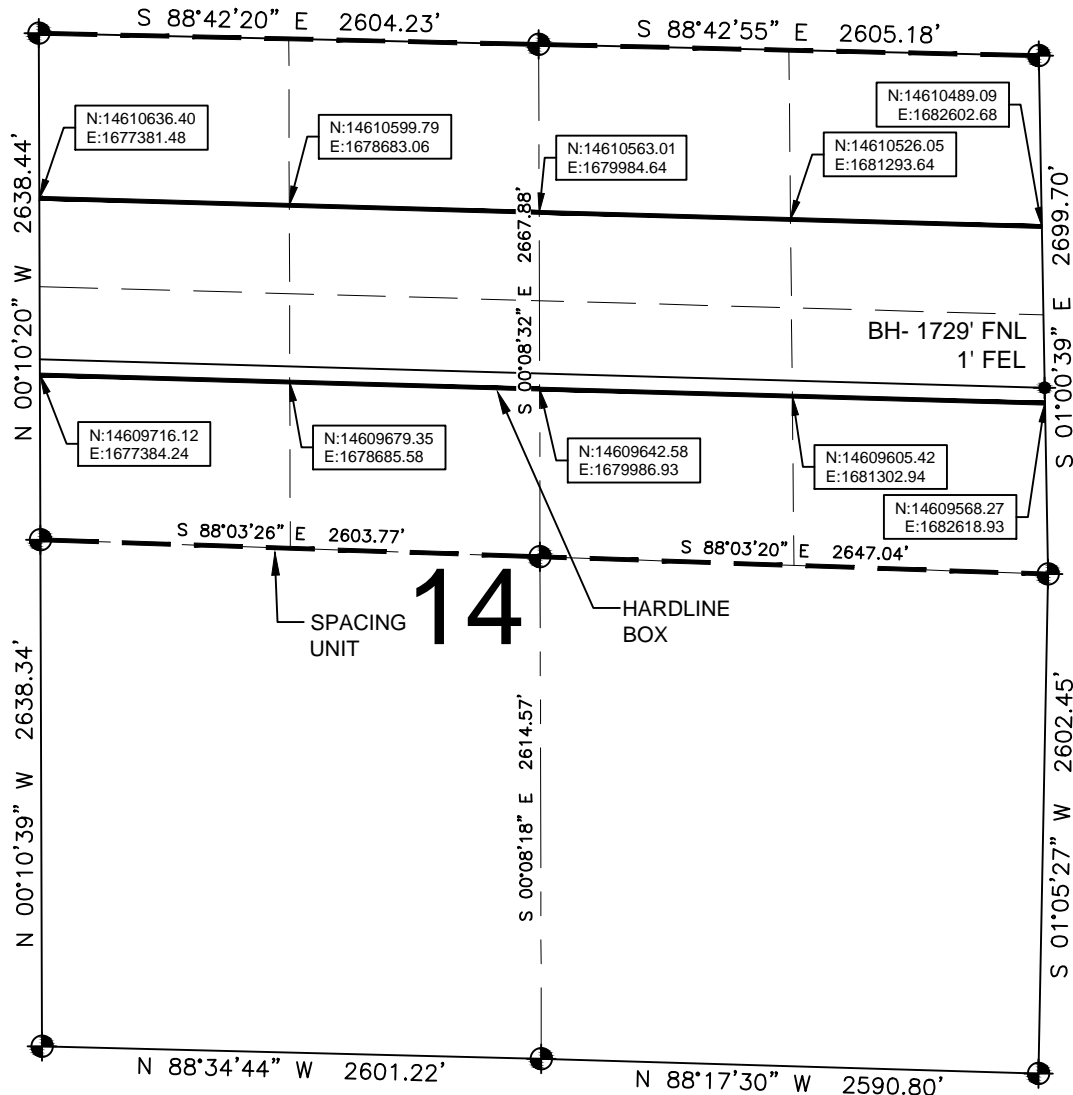 S 88°42'20" E 2604.23'
S 88°42'55" E 2605.18'
N:14610636.40
E:1677381.48
N:14610599.79
E:1678683.06
N:14610563.01
E:1679984.64
N:14610526.05
E:1681293.64
N:14610489.09
E:1682602.68
N 00°10'20" W 2638.44'
S 00°08'32" E 2667.88'
S 01°00'39" E 2699.70'
BH- 1729' FNL
1' FEL
N:14609716.12
E:1677384.24
N:14609679.35
E:1678685.58
N:14609642.58
E:1679986.93
N:14609605.42
E:1681302.94
N:14609568.27
E:1682618.93
S 88°03'26" E 2603.77'
S 88°03'20" E 2647.04'
14
SPACING
UNIT
HARDLINE
BOX
N 00°10'39" W 2638.34'
S 00°08'18" E 2614.57'
S 01°05'27" W 2602.45'
N 88°34'44" W 2601.22'
N 88°17'30" W 2590.80'